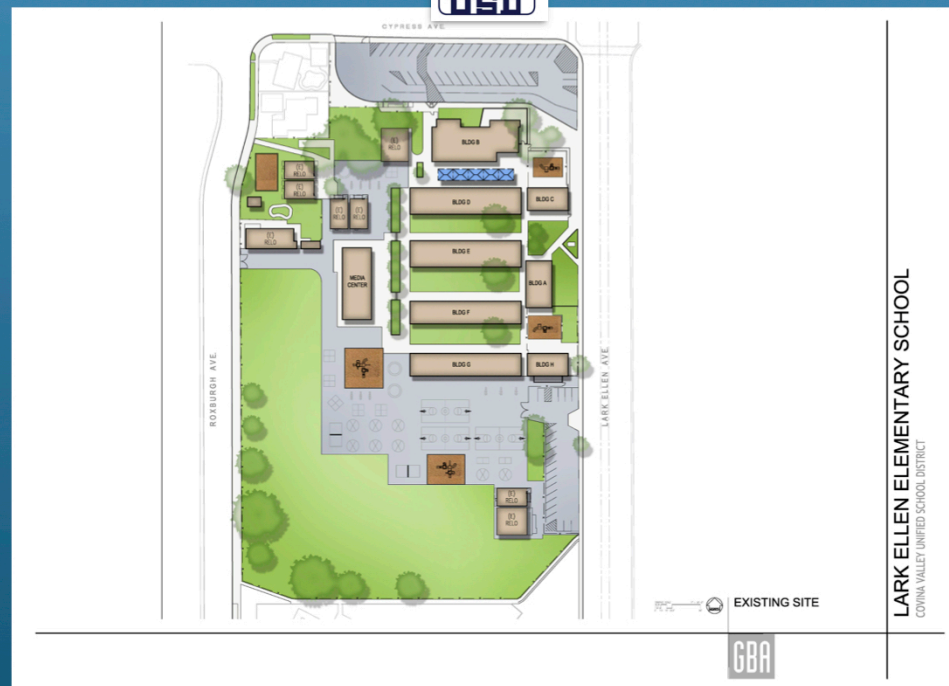 CYPRESS AVE.
BLDG B
(E)
RELO
(E)
RELO
(E)
RELO
(E)
RELO
(E)
RELO
(E)
RELO
BLDG D
BLDG C
BLDG E
MEDIA
CENTER
BLDG A
BLDG F
BLDG G
BLDG H
ROXBURGH AVE.
LARK ELLEN AVE.
(E)
RELO
(E)
RELO
EXISTING SITE
GBA
LARK ELLEN ELEMENTARY SCHOOL
COVINA VALLEY UNIFIED SCHOOL DISTRICT